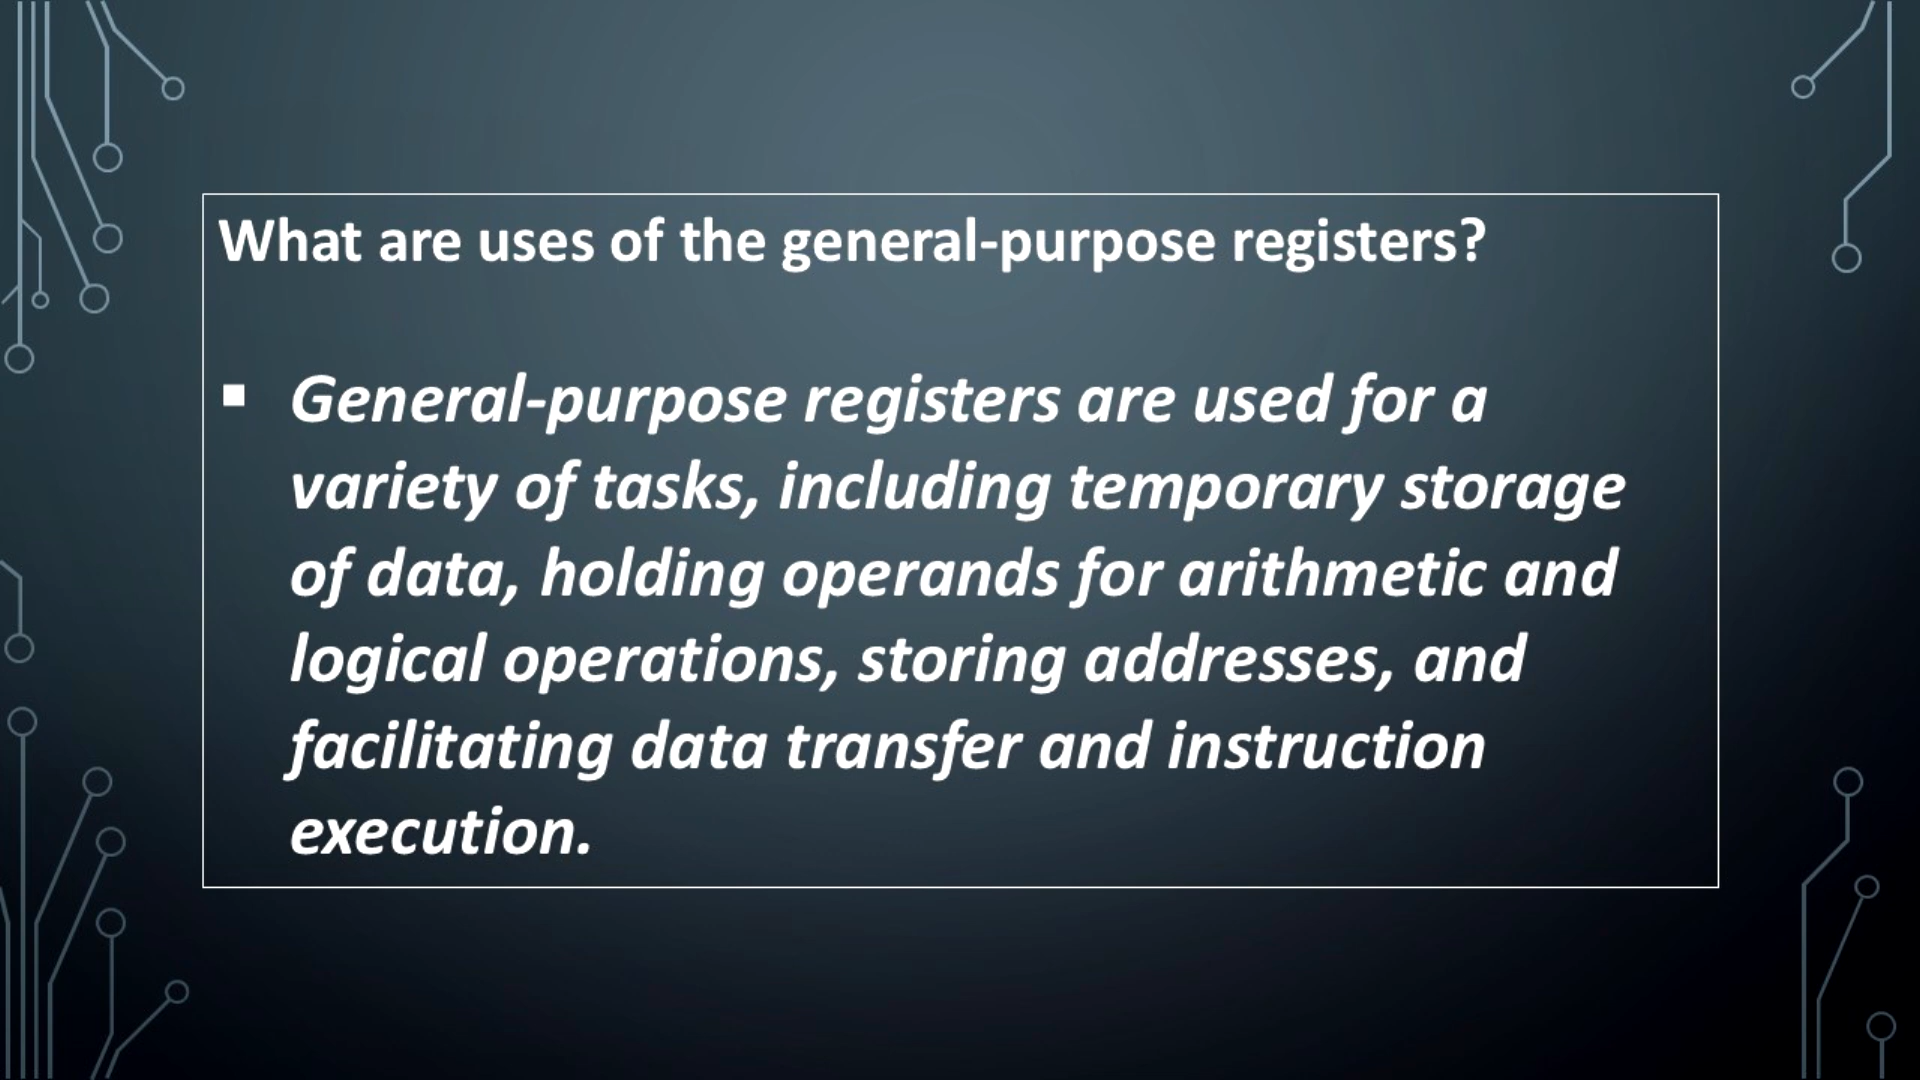 What are uses of the general-purpose registers?
▪ General-purpose registers are used for a
variety of tasks, including temporary storage
of data, holding operands for arithmetic and
logical operations, storing addresses, and
facilitating data transfer and instruction
execution.